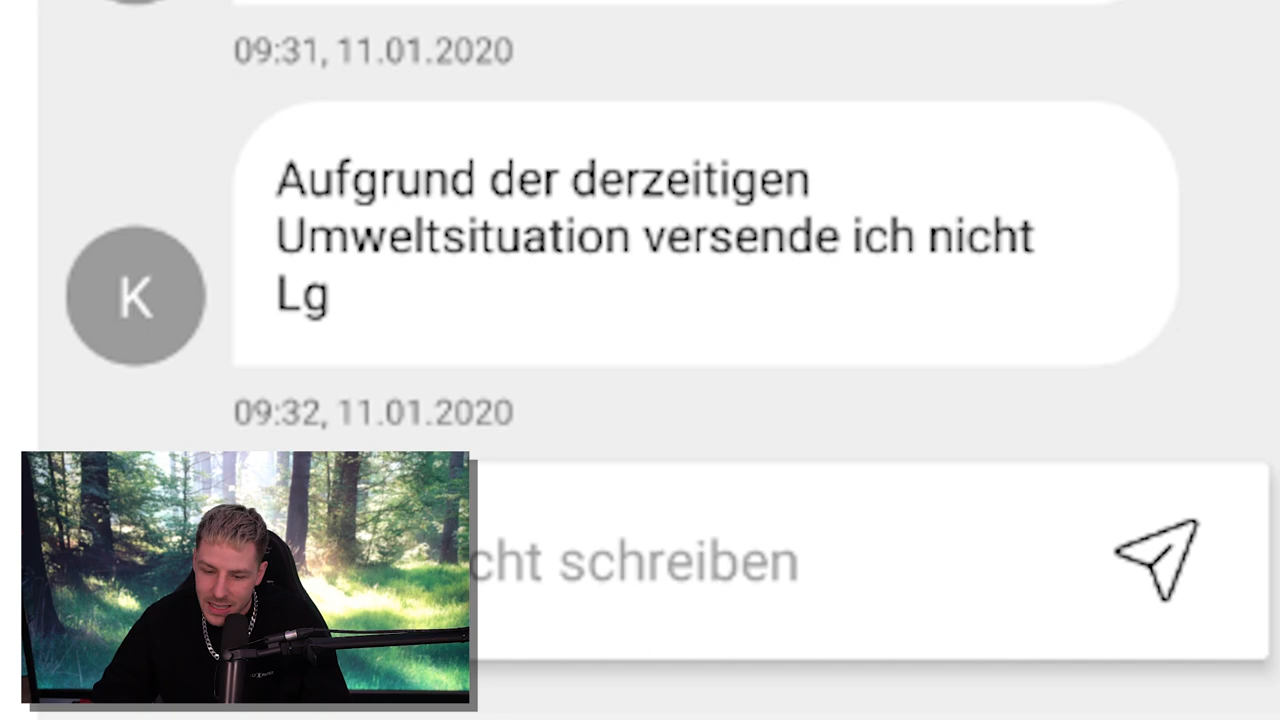 09:31, 11.01.2020
Aufgrund der derzeitigen
Umweltsituation versende ich nicht
Lg
K
09:32, 11.01.2020
cht schreiben